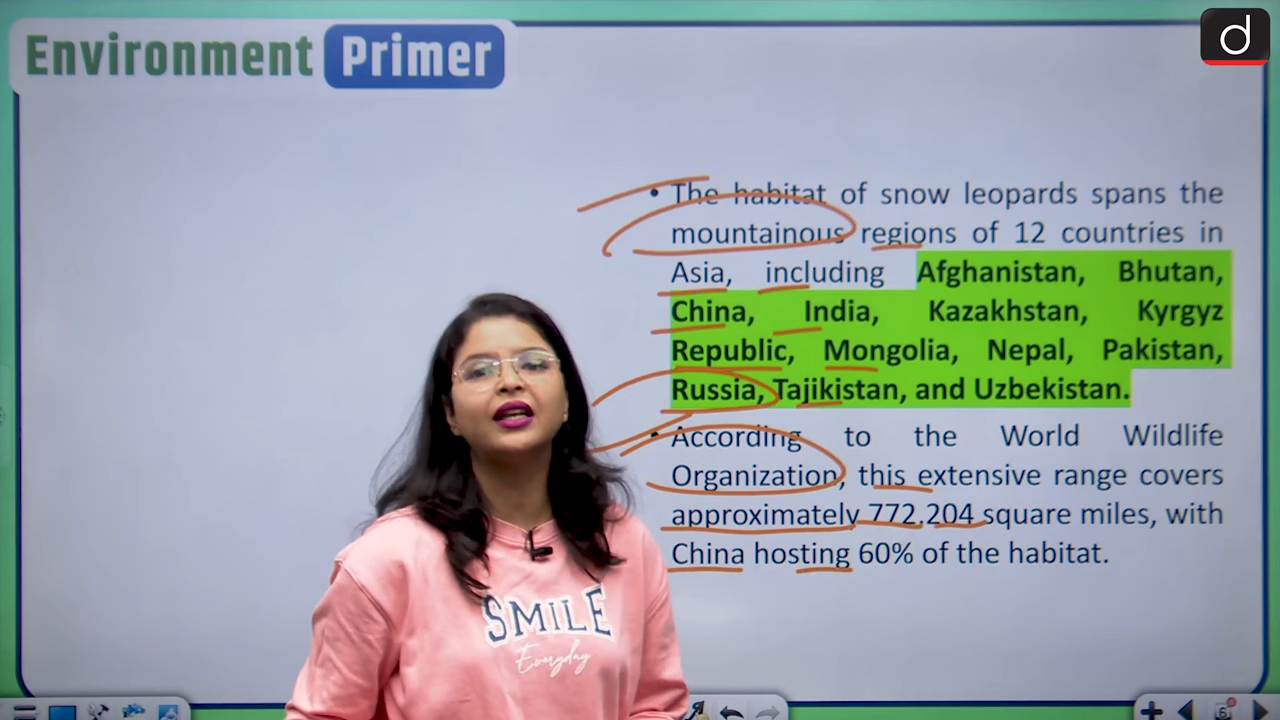 Environment Primer
d
• The habitat of snow leopards spans the
mountainous regions of 12 countries in
Asia, including Afghanistan, Bhutan,
China, India, Kazakhstan, Kyrgyz
Republic, Mongolia, Nepal, Pakistan,
Russia, Tajikistan, and Uzbekistan.
• According to the World Wildlife
Organization, this extensive range covers
approximately 772.204 square miles, with
China hosting 60% of the habitat.
SMILE
Everyday
6